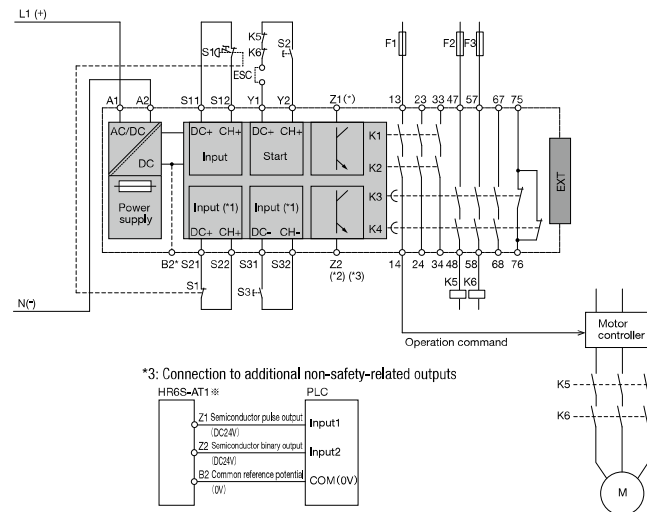 L1 (+)
F1
F2
F3
S1
K5
K6
S2
ESC
A1
A2
S11
S12
Y1
Y2
Z1(*)
13
23
33
47
57
67
75
AC/DC
DC
DC+ CH+
Input
DC+ CH+
Start
K1
K2
K3
K4
EXT
Power
supply
Input (*1)
DC+ CH+
Input (*1)
DC- CH-
B2*
S21
S22
S31
S32
Z2
(*2) (*3)
14
24
34
48
58
68
76
S1
S3
K5
K6
N(-)
Operation command
Motor
controller
K5
K6
M
*3: Connection to additional non-safety-related outputs
HR6S-AT1※
PLC
Z1 Semiconductor pulse output
(DC24V)
Input1
Z2 Semiconductor binary output
(DC24V)
Input2
B2 Common reference potential
(0V)
COM(0V)